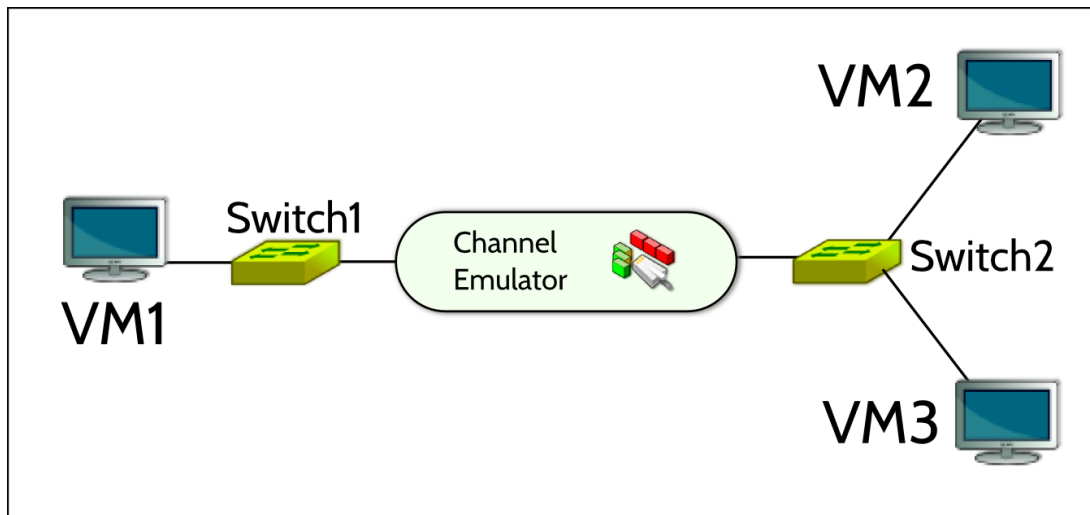 VM2
Switch1
Channel
Emulator
Switch2
VM1
VM3